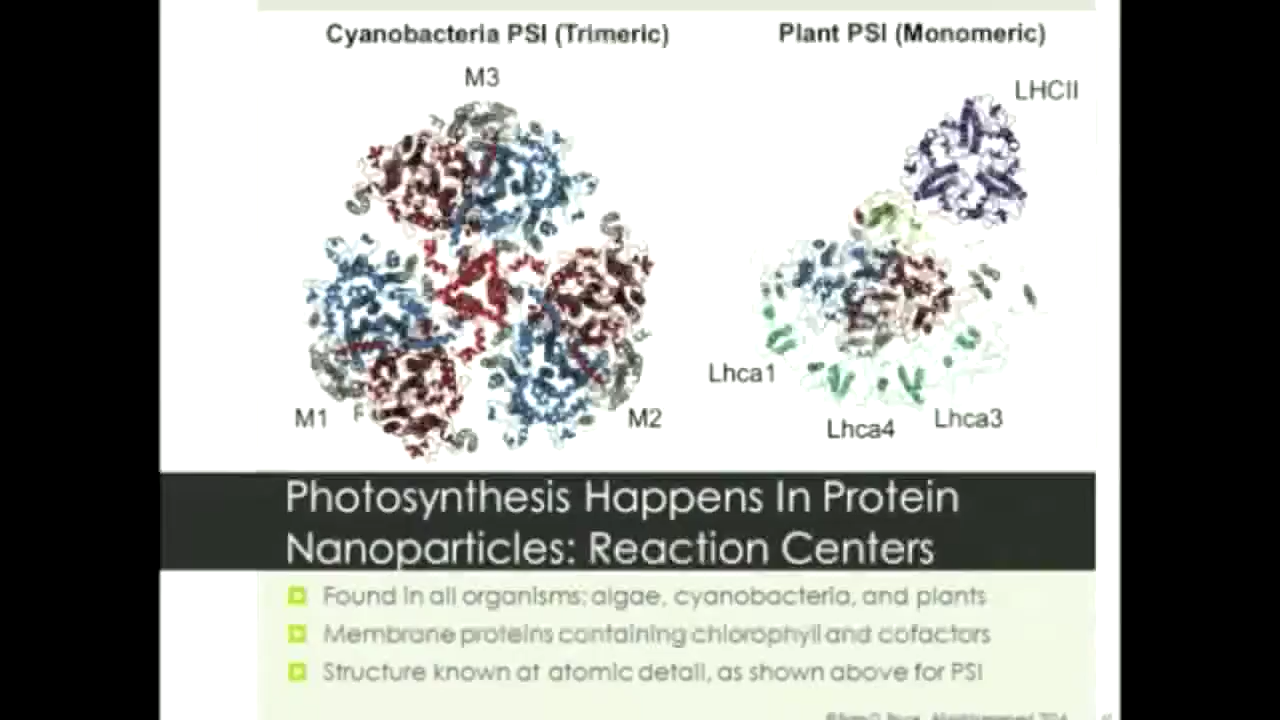 Cyanobacteria PSI (Trimeric)
Plant PSI (Monomeric)
M3
LHCII
M1
F
M2
Lhca1
Lhca4
Lhca3
Photosynthesis Happens In Protein
Nanoparticles: Reaction Centers
Found in all organisms: algae, cyanobacteria, and plants
Membrane proteins containing chlorophyll and cofactors
Structure known at atomic detail, as shown above for PSI